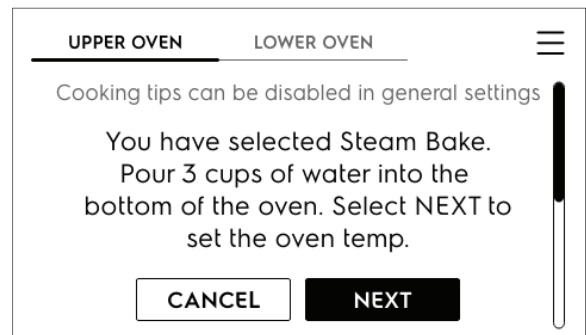 UPPER OVEN LOWER OVEN
Cooking tips can be disabled in general settings
You have selected Steam Bake.
Pour 3 cups of water into the
bottom of the oven. Select NEXT to
set the oven temp.
CANCEL NEXT